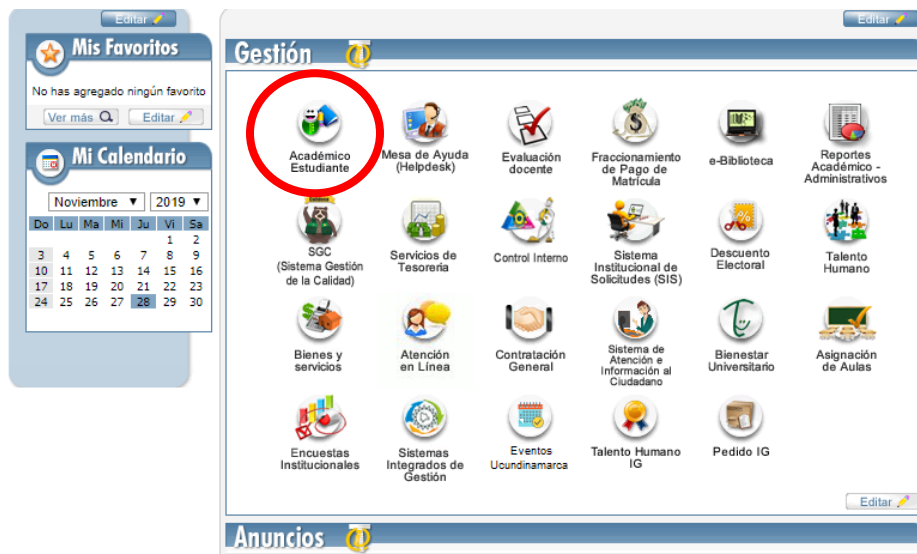 Editar
Mis Favoritos
No has agregado ningún favorito
Ver más
Editar
Mi Calendario
Noviembre ▼ 2019 ▼
Do Lu Ma Mi Ju Vi Sa
1 2
3 4 5 6 7 8 9
10 11 12 13 14 15 16
17 18 19 20 21 22 23
24 25 26 27 28 29 30
Editar
Gestión
Académico
Estudiante
Mesa de Ayuda
(Helpdesk)
Evaluación
docente
Fraccionamiento
de Pago de
Matrícula
e-Biblioteca
Reportes
Académico -
Administrativos
SGC
(Sistema Gestión
de la Calidad)
Servicios de
Tesorería
Control Interno
Sistema
Institucional de
Solicitudes (SIS)
Descuento
Electoral
Talento
Humano
Bienes y
servicios
Atención
en Línea
Contratación
General
Sistema de
Atención e
Información al
Ciudadano
Bienestar
Universitario
Asignación
de Aulas
Encuestas
Institucionales
Sistemas
Integrados de
Gestión
Eventos
Ucundinamarca
Talento Humano
IG
Pedido IG
Editar
Anuncios